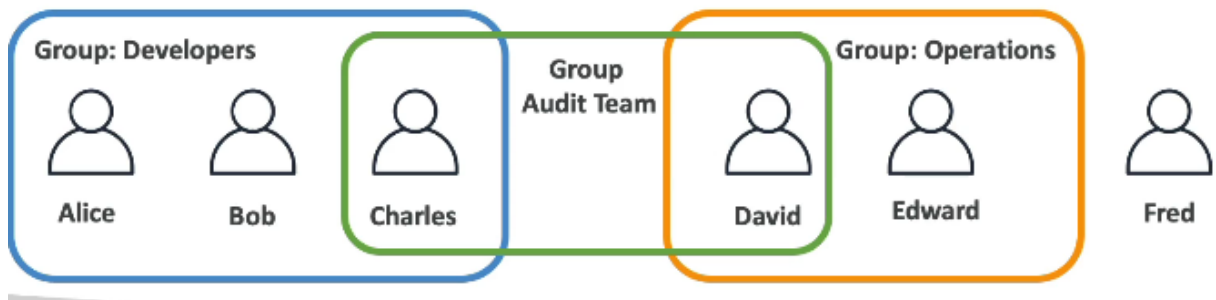 Group: Developers
Group
Audit Team
Group: Operations
Alice
Bob
Charles
David
Edward
Fred